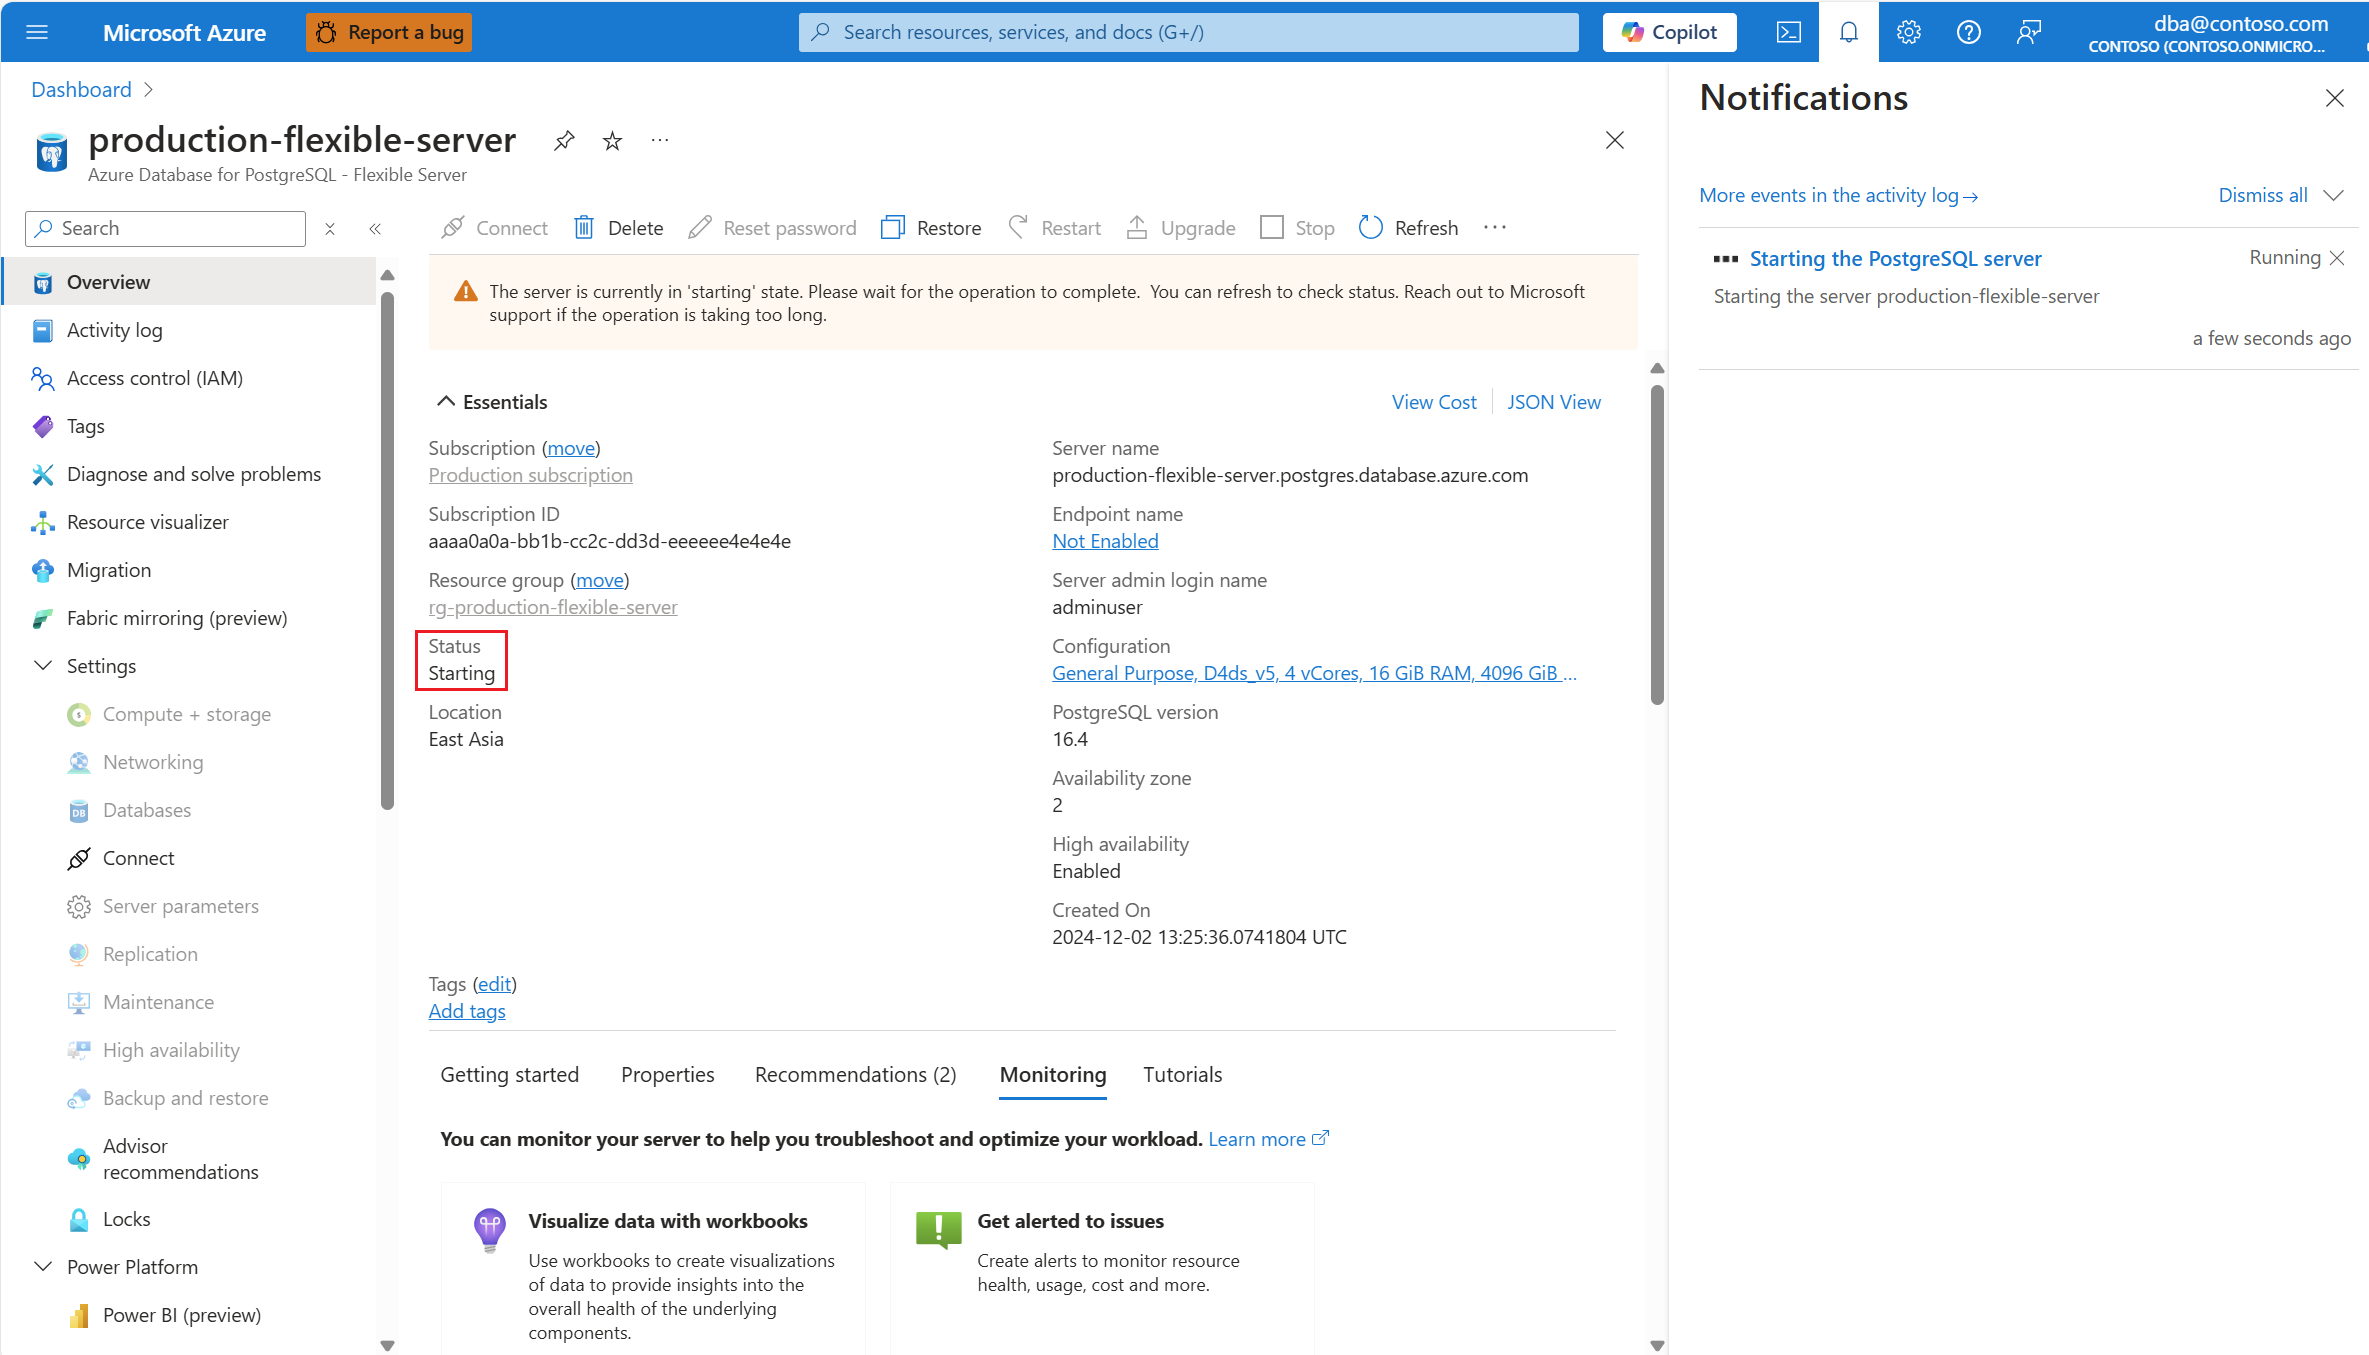 Microsoft Azure
Report a bug
Search resources, services, and docs (G+/)
Copilot
dba@contoso.com
CONTOSO (CONTOSO.ONMICRO...
Dashboard
production-flexible-server
Azure Database for PostgreSQL - Flexible Server
Search
Overview
Activity log
Access control (IAM)
Tags
Diagnose and solve problems
Resource visualizer
Migration
Fabric mirroring (preview)
Settings
Compute + storage
Networking
Databases
Connect
Server parameters
Replication
Maintenance
High availability
Backup and restore
Advisor
recommendations
Locks
Power Platform
Power BI (preview)
Connect Delete Reset password Restore Restart Upgrade Stop Refresh ...
The server is currently in 'starting' state. Please wait for the operation to complete. You can refresh to check status. Reach out to Microsoft
support if the operation is taking too long.
Essentials
View Cost
JSON View
Subscription (move)
Production subscription
Subscription ID
aaaa0a0a-bb1b-cc2c-dd3d-eeeeee4e4e4e
Resource group (move)
rg-production-flexible-server
Status
Starting
Location
East Asia
Server name
production-flexible-server.postgres.database.azure.com
Endpoint name
Not Enabled
Server admin login name
adminuser
Configuration
General Purpose, D4ds_v5, 4 vCores, 16 GiB RAM, 4096 GiB ...
PostgreSQL version
16.4
Availability zone
2
High availability
Enabled
Created On
2024-12-02 13:25:36.0741804 UTC
Tags (edit)
Add tags
Getting started Properties Recommendations (2) Monitoring Tutorials
You can monitor your server to help you troubleshoot and optimize your workload. Learn more
Visualize data with workbooks
Use workbooks to create visualizations
of data to provide insights into the
overall health of the underlying
components.
Get alerted to issues
Create alerts to monitor resource
health, usage, cost and more.
Notifications
More events in the activity log→
Dismiss all
Starting the PostgreSQL server
Running
Starting the server production-flexible-server
a few seconds ago